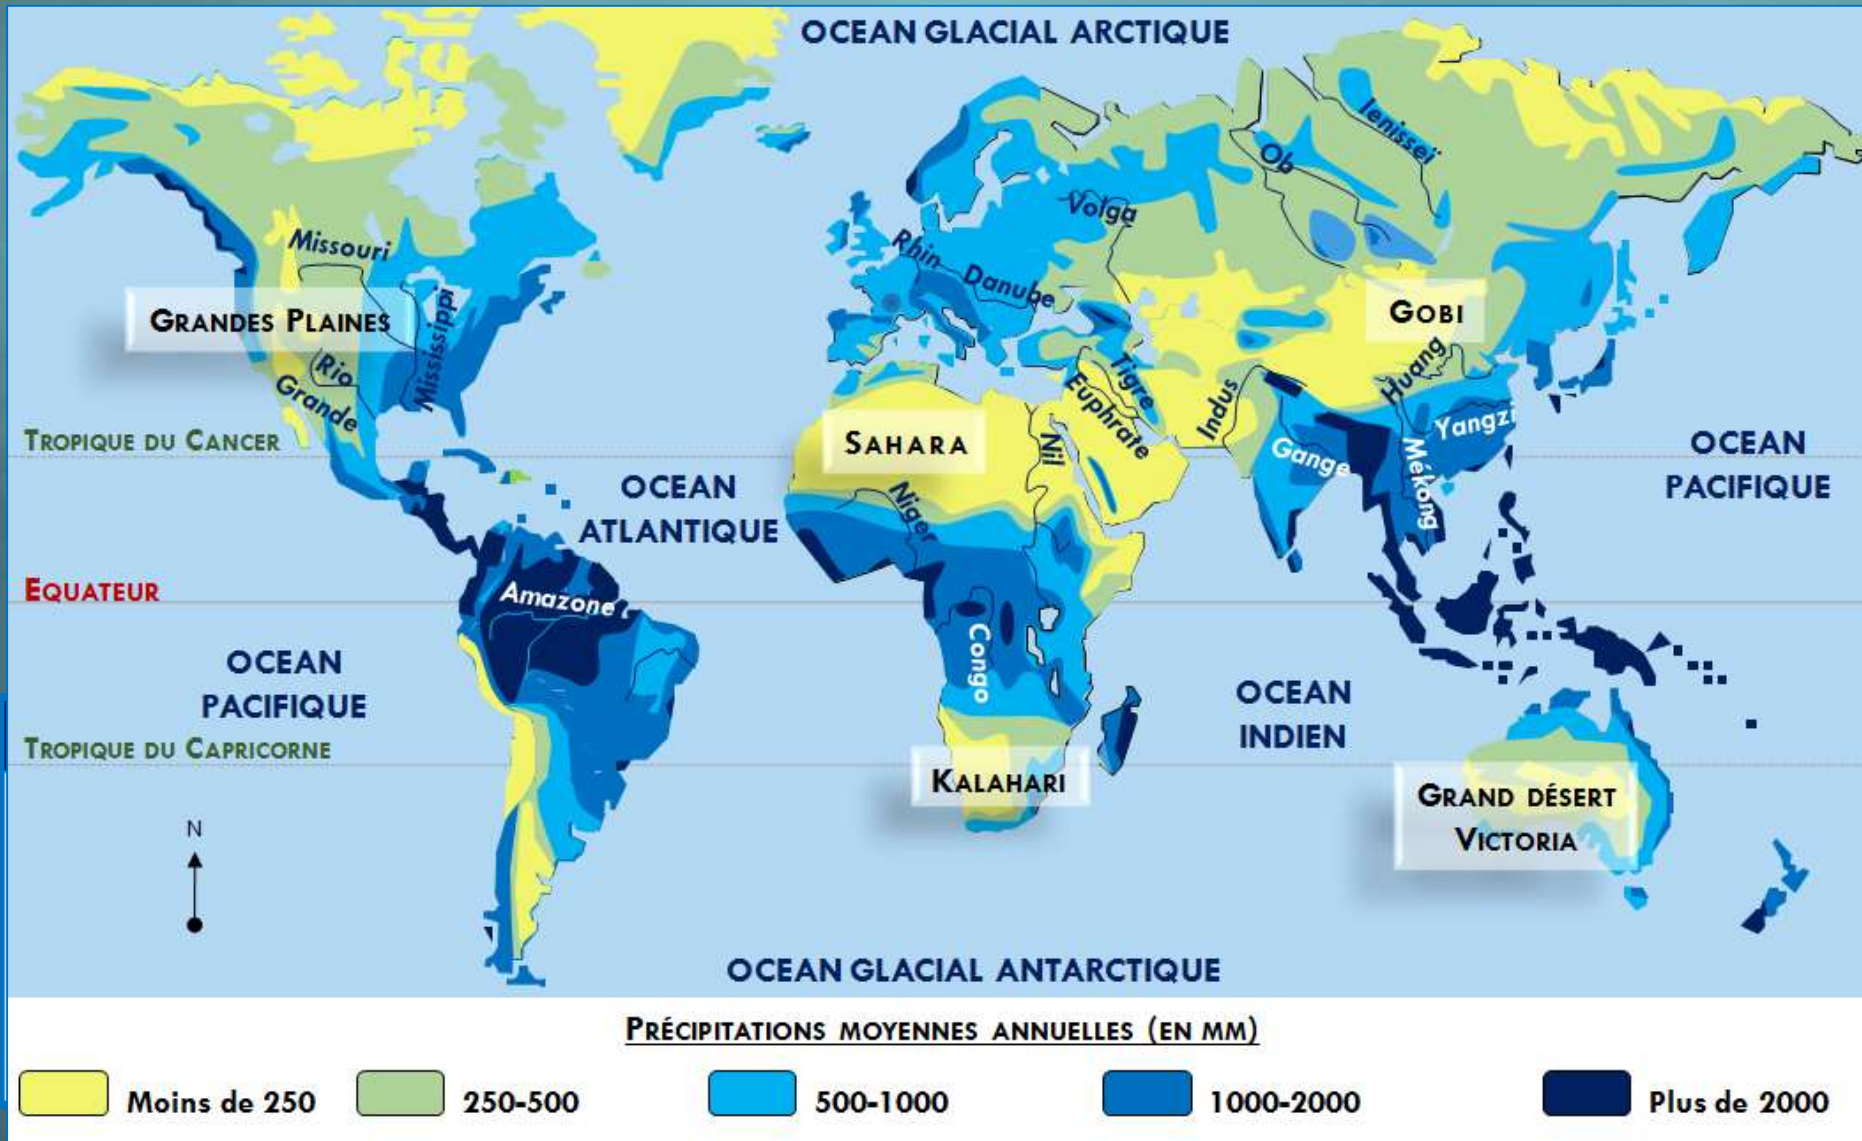 OCEAN GLACIAL ARCTIQUE
Ienisseï
Ob
Volga
Rhin
Danube
Missouri
GRANDES PLAINES
Mississippi
Rio
Grande
GOBI
Huang
Tigre
Euphrate
Indus
Yangzi
Gange
Mékong
TROPIQUE DU CANCER
SAHARA
Nil
Niger
OCEAN
ATLANTIQUE
OCEAN
PACIFIQUE
EQUATEUR
Amazone
Congo
OCEAN
PACIFIQUE
OCEAN
INDIEN
TROPIQUE DU CAPRICORNE
KALAHARI
GRAND DÉSERT
VICTORIA
N
OCEAN GLACIAL ANTARCTIQUE
PRÉCIPITATIONS MOYENNES ANNUELLES (EN MM)
Moins de 250
250-500
500-1000
1000-2000
Plus de 2000